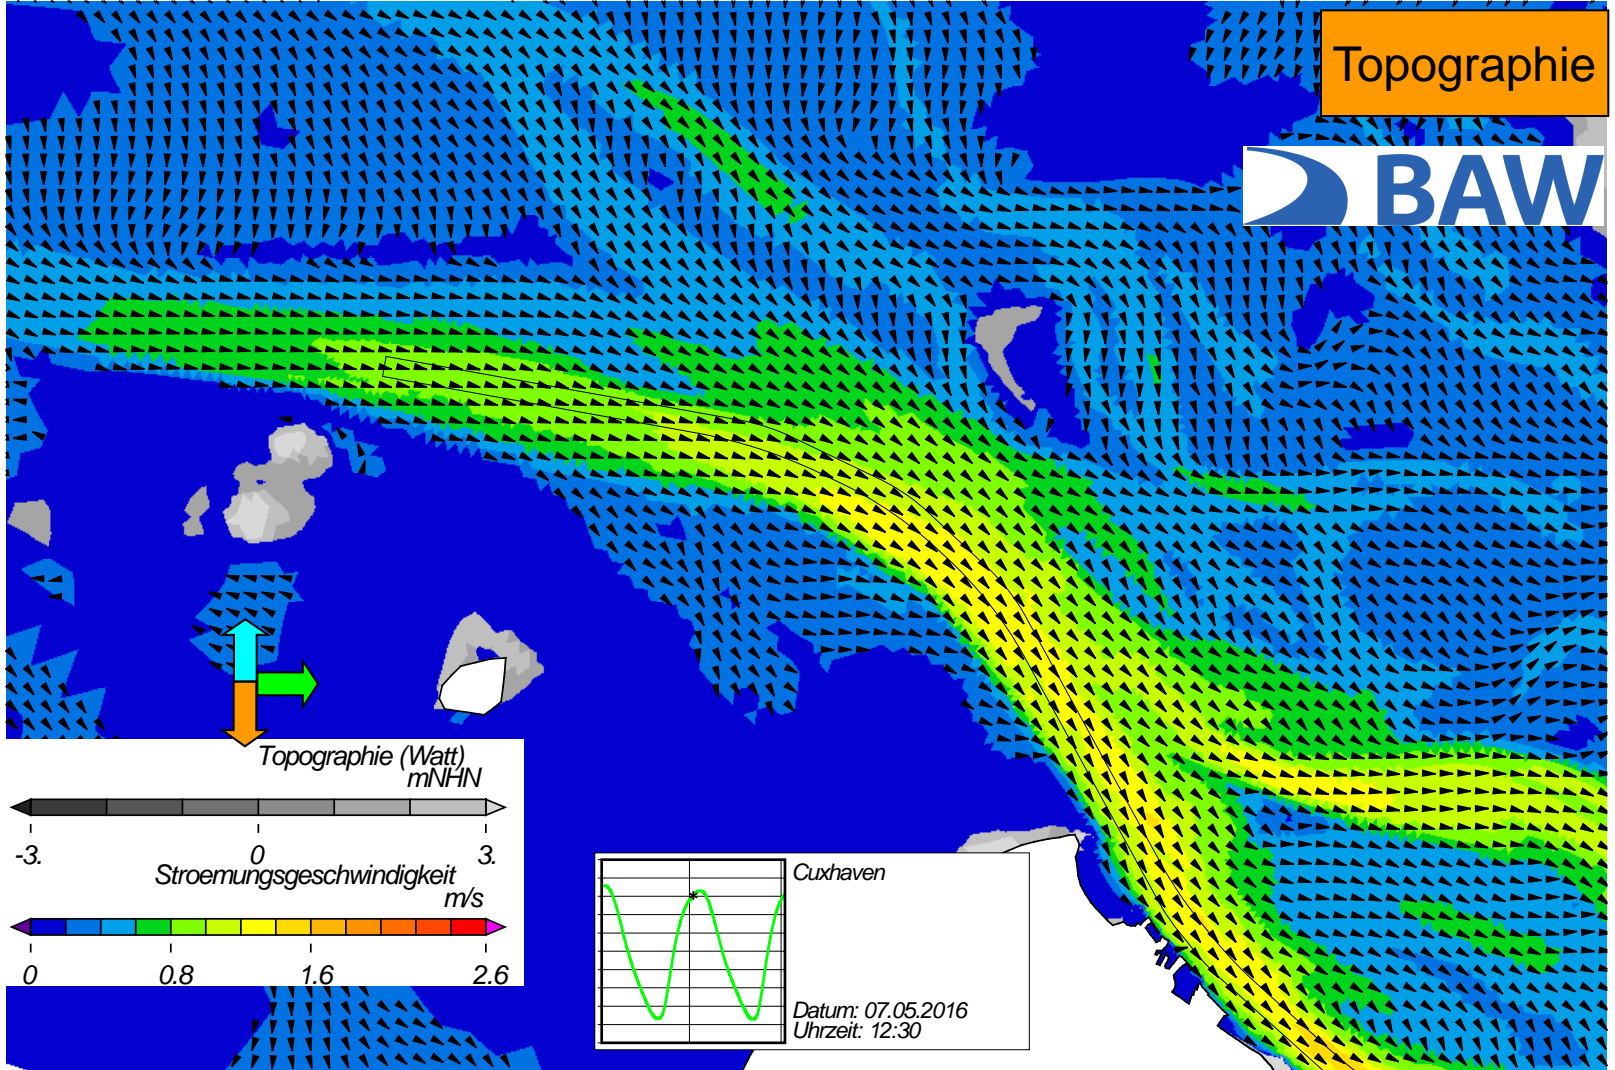 Topographie
BAW
Topographie (Watt)
mNHN
-3. 0 3.
Stroemungsgeschwindigkeit
m/s
0 0.8 1.6 2.6
Cuxhaven
Datum: 07.05.2016
Uhrzeit: 12:30